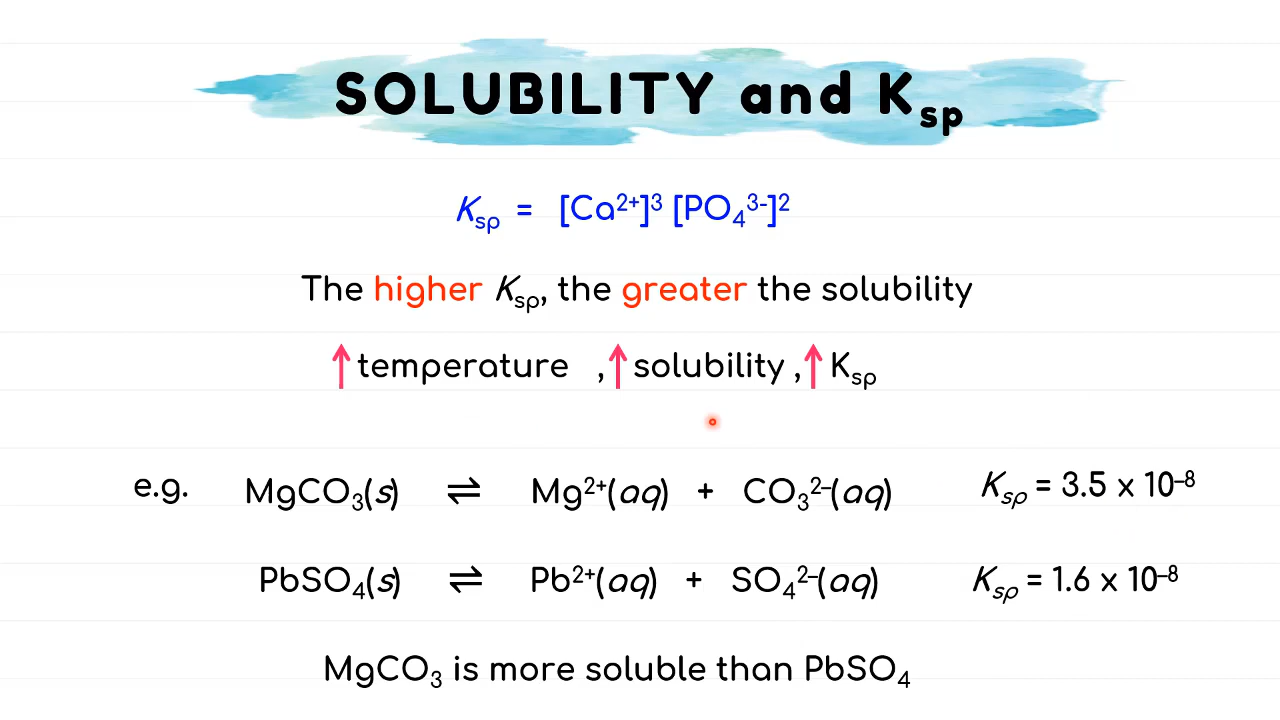 SOLUBILITY and Ksp
Ksp = [Ca²⁺]³ [PO₄³⁻]²
The higher Ksp, the greater the solubility
↑ temperature , ↑ solubility , ↑ Ksp
e.g. MgCO₃(s) ⇌ Mg²⁺(aq) + CO₃²⁻(aq) Ksp = 3.5 x 10⁻⁸
PbSO₄(s) ⇌ Pb²⁺(aq) + SO₄²⁻(aq) Ksp = 1.6 x 10⁻⁸
MgCO₃ is more soluble than PbSO₄